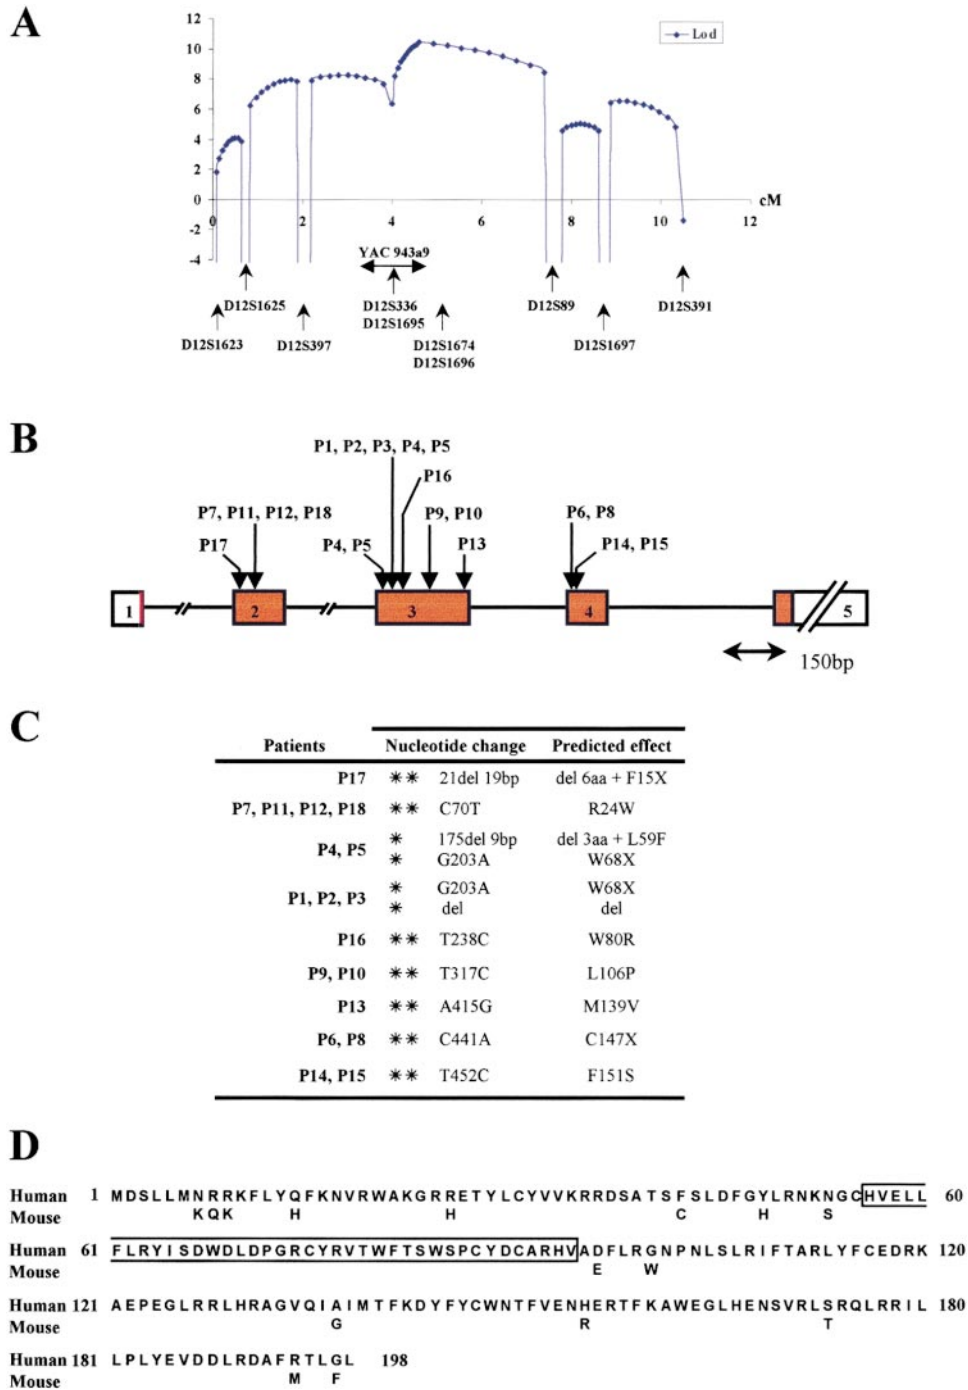 A
12
10
8
6
4
2
0
-2
-4
0 2 4 6 8 10 12
cM
Lod
YAC 943a9
D12S1625 D12S336 D12S89 D12S391
D12S1695
D12S1623 D12S397 D12S1674 D12S1697
D12S1696
B
P1, P2, P3, P4, P5
P16
P7, P11, P12, P18 P9, P10 P6, P8
P17 P4, P5 P13 P14, P15
1 2 3 4 5
150bp
C
Patients Nucleotide change Predicted effect
P17 ** 21del 19bp del 6aa + F15X
P7, P11, P12, P18 ** C70T R24W
P4, P5 * 175del 9bp del 3aa + L59F
* G203A W68X
P1, P2, P3 * G203A W68X
* del del
P16 ** T238C W80R
P9, P10 ** T317C L106P
P13 ** A415G M139V
P6, P8 ** C441A C147X
P14, P15 ** T452C F151S
D
Human 1 MDSLLMNRRKFLYQFKNVRWAKGRRETYLCYVVKRRDSATSFSLDFGYLRNKNGCHVELL 60
Mouse K Q K H H C H S
Human 61 FLRYISDWDLDPGRCYRVTWFTSWSPCYDCARHVADFLRGNPNLSLRIFTARLYFCEDRK 120
Mouse E W
Human 121 AEPEGLRRLHRAGVQIAIMTFKDYFYCWNTFVENHERTFKAWEGLHENSVRLSRQLRRIL 180
Mouse G R T
Human 181 LPLYEVDDLRDAFRTLGL 198
Mouse M F